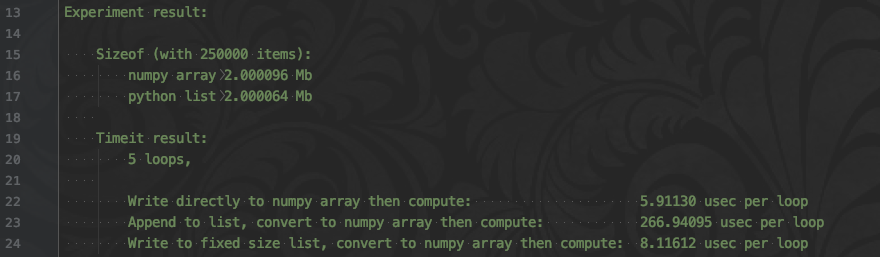 13 Experiment result:
14
15 Sizeof (with 250000 items):
16 numpy array 2.000096 Mb
17 python list 2.000064 Mb
18
19 Timeit result:
20 5 loops,
21
22 Write directly to numpy array then compute: 5.91130 usec per loop
23 Append to list, convert to numpy array then compute: 266.94095 usec per loop
24 Write to fixed size list, convert to numpy array then compute: 8.11612 usec per loop